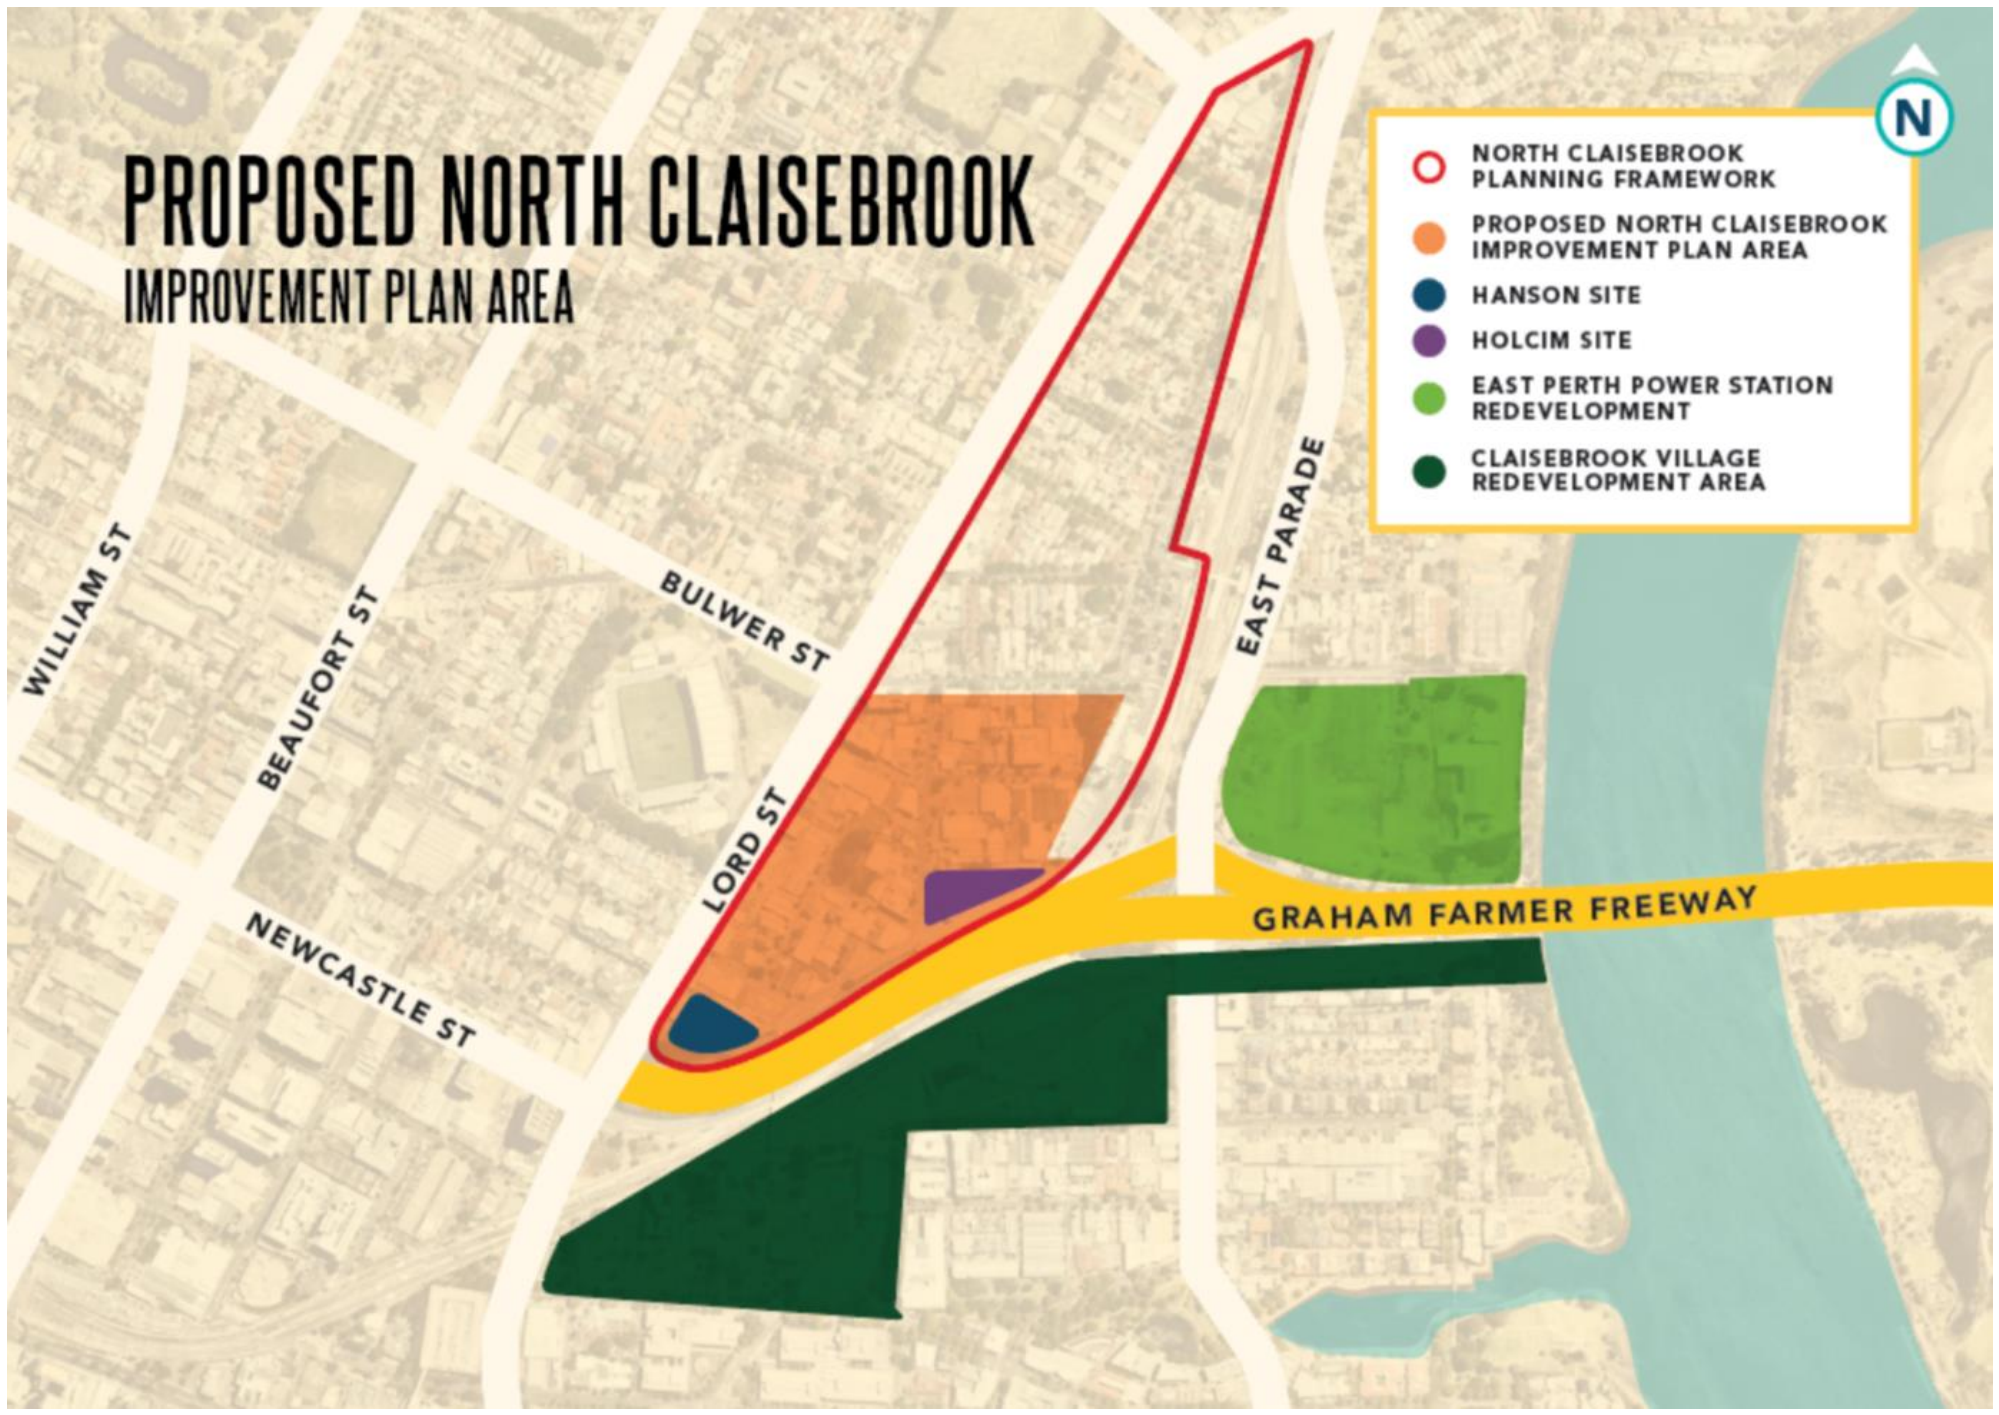 PROPOSED NORTH CLAISEBROOK
IMPROVEMENT PLAN AREA
N
NORTH CLAISEBROOK
PLANNING FRAMEWORK
PROPOSED NORTH CLAISEBROOK
IMPROVEMENT PLAN AREA
HANSON SITE
HOLCIM SITE
EAST PERTH POWER STATION
REDEVELOPMENT
CLAISEBROOK VILLAGE
REDEVELOPMENT AREA
WILLIAM ST
BEAUFORT ST
BULWER ST
EAST PARADE
LORD ST
NEWCASTLE ST
GRAHAM FARMER FREEWAY